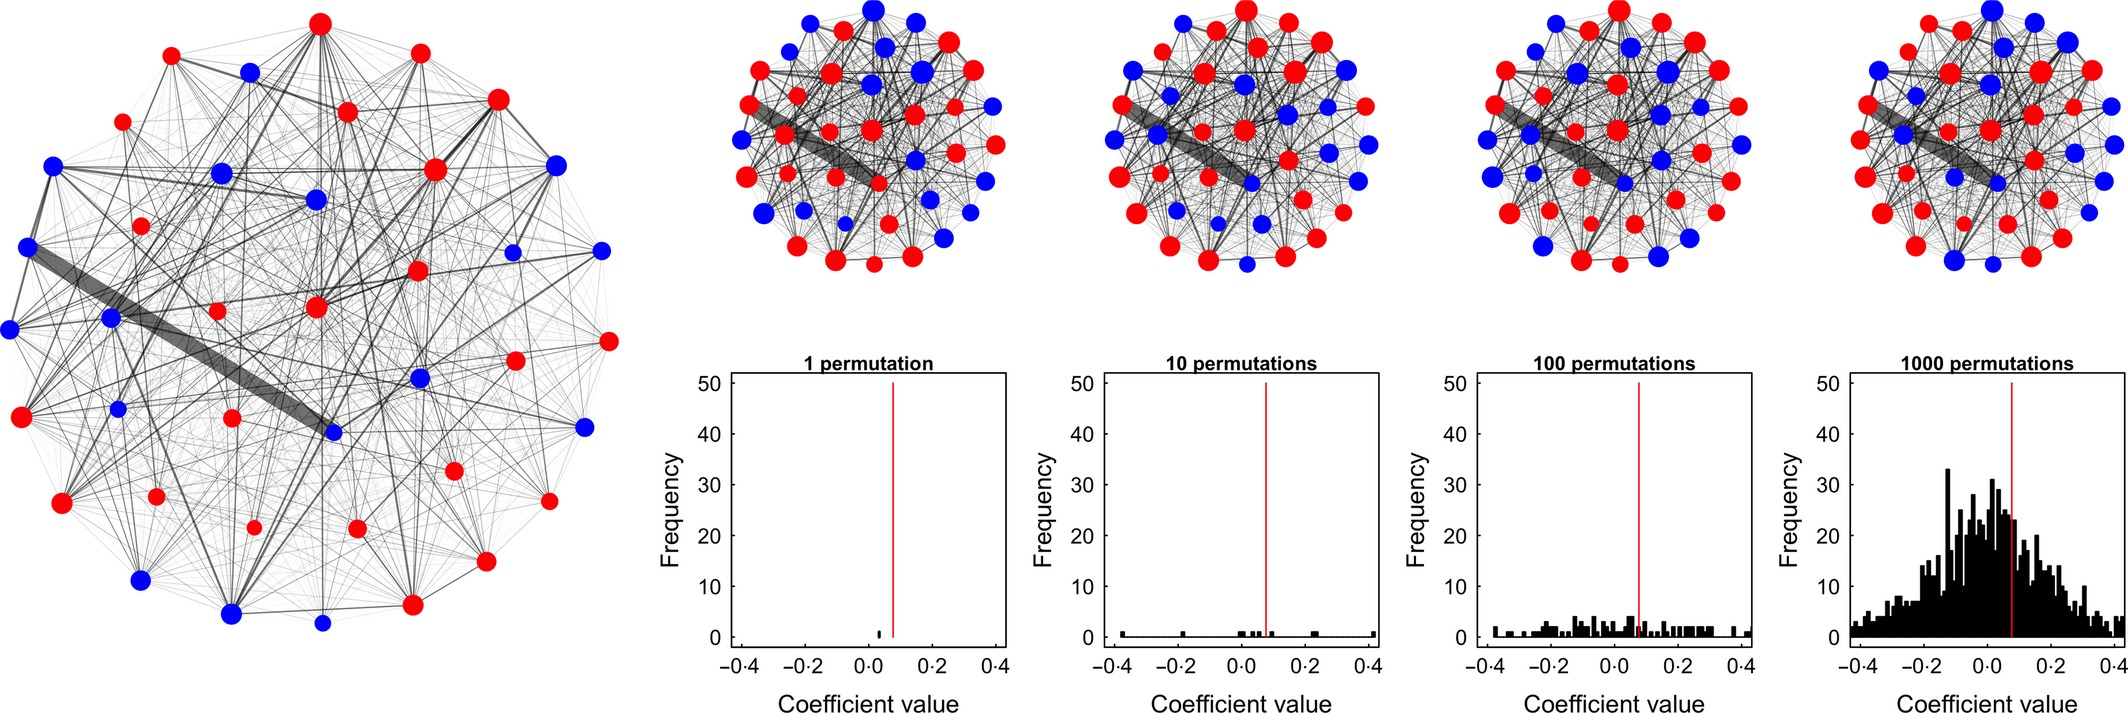 1 permutation
50
40
30
20
10
0
Frequency
−0·4 −0·2 0·0 0·2 0·4
Coefficient value
10 permutations
50
40
30
20
10
0
Frequency
−0·4 −0·2 0·0 0·2 0·4
Coefficient value
100 permutations
50
40
30
20
10
0
Frequency
−0·4 −0·2 0·0 0·2 0·4
Coefficient value
1000 permutations
50
40
30
20
10
0
Frequency
−0·4 −0·2 0·0 0·2 0·4
Coefficient value